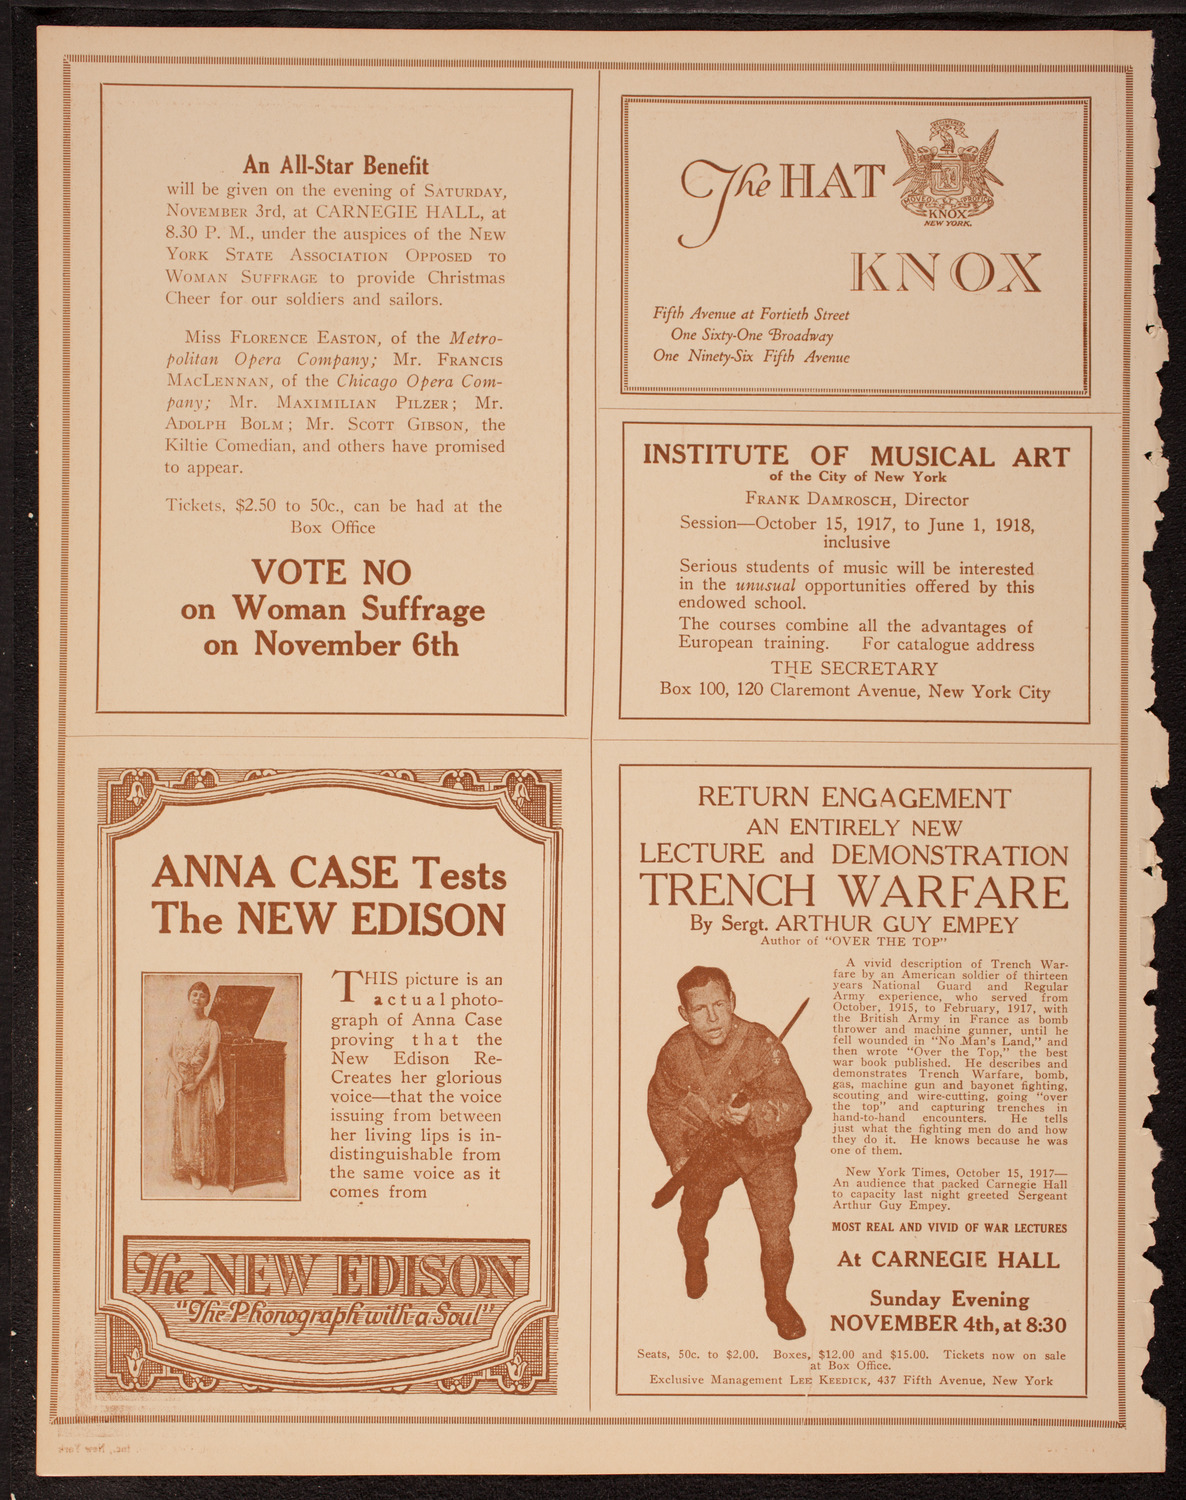 An All-Star Benefit
will be given on the evening of SATURDAY,
NOVEMBER 3rd, at CARNEGIE HALL, at
8.30 P. M., under the auspices of the NEW
YORK STATE ASSOCIATION OPPOSED TO
WOMAN SUFFRAGE to provide Christmas
Cheer for our soldiers and sailors.
Miss FLORENCE EASTON, of the Metro-
politan Opera Company; Mr. FRANCIS
MACLENNAN, of the Chicago Opera Com-
pany; Mr. MAXIMILIAN PILZER; Mr.
ADOLPH BOLM; Mr. SCOTT GIBSON, the
Kiltie Comedian, and others have promised
to appear.
Tickets, $2.50 to 50c., can be had at the
Box Office
VOTE NO
on Woman Suffrage
on November 6th
The HAT
KNOX
NEW YORK.
KNOX
Fifth Avenue at Fortieth Street
One Sixty-One Broadway
One Ninety-Six Fifth Avenue
INSTITUTE OF MUSICAL ART
of the City of New York
FRANK DAMROSCH, Director
Session—October 15, 1917, to June 1, 1918,
inclusive
Serious students of music will be interested
in the unusual opportunities offered by this
endowed school.
The courses combine all the advantages of
European training. For catalogue address
THE SECRETARY
Box 100, 120 Claremont Avenue, New York City
ANNA CASE Tests
The NEW EDISON
THIS picture is an
actual photo-
graph of Anna Case
proving that the
New Edison Re-
Creates her glorious
voice—that the voice
issuing from between
her living lips is in-
distinguishable from
the same voice as it
comes from
The NEW EDISON
"The Phonograph with a Soul"
RETURN ENGAGEMENT
AN ENTIRELY NEW
LECTURE and DEMONSTRATION
TRENCH WARFARE
By Sergt. ARTHUR GUY EMPEY
Author of "OVER THE TOP"
A vivid description of Trench War-
fare by an American soldier of thirteen
years National Guard and Regular
Army experience, who served from
October, 1915, to February, 1917, with
the British Army in France as bomb
thrower and machine gunner, until he
fell wounded in "No Man's Land," and
then wrote "Over the Top," the best
war book published. He describes and
demonstrates Trench Warfare, bomb,
gas, machine gun and bayonet fighting,
scouting and wire-cutting, going "over
the top" and capturing trenches in
hand-to-hand encounters. He tells
just what the fighting men do and how
they do it. He knows because he was
one of them.
New York Times, October 15, 1917—
An audience that packed Carnegie Hall
to capacity last night greeted Sergeant
Arthur Guy Empey.
MOST REAL AND VIVID OF WAR LECTURES
At CARNEGIE HALL
Sunday Evening
NOVEMBER 4th, at 8:30
Seats, 50c. to $2.00. Boxes, $12.00 and $15.00. Tickets now on sale
at Box Office.
Exclusive Management LEE KEEDICK, 437 Fifth Avenue, New York